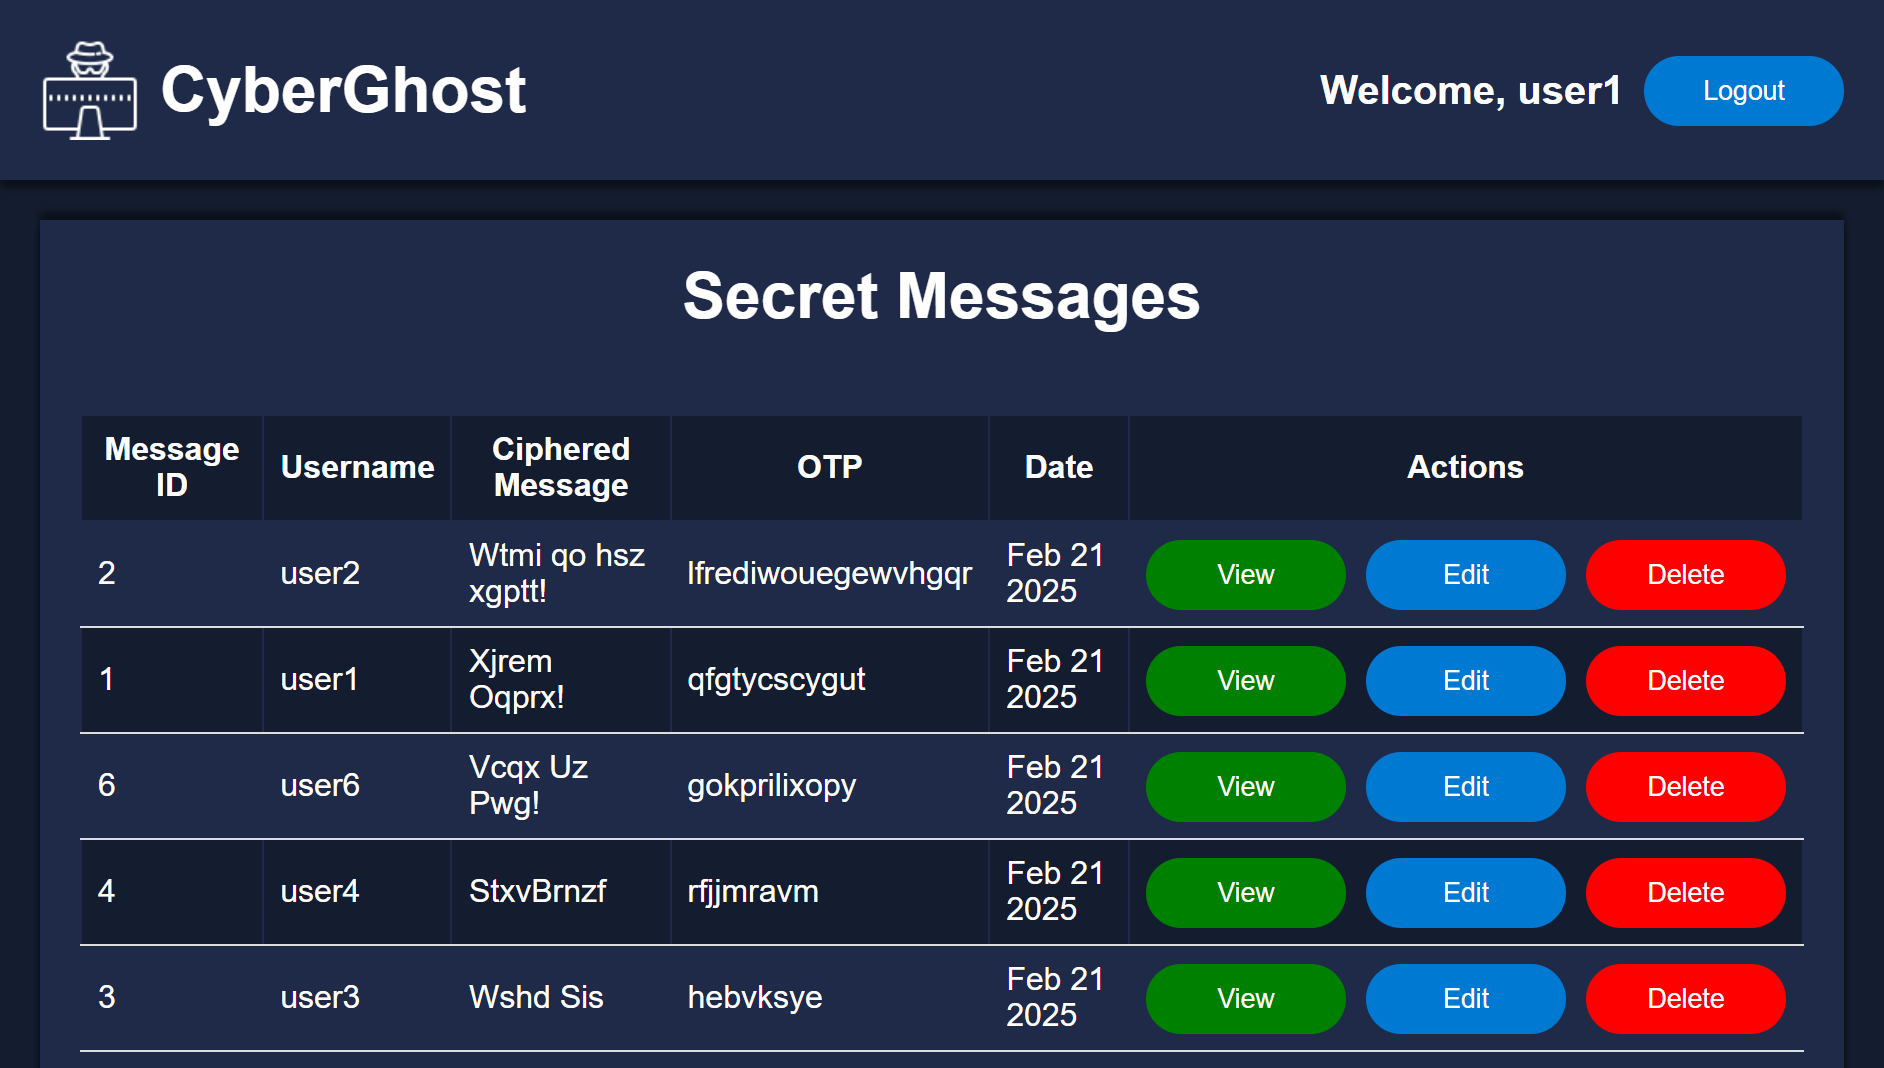 CyberGhost
Welcome, user1
Logout
Secret Messages
Message ID
Username
Ciphered Message
OTP
Date
Actions
2
user2
Wtmi qo hsz
xgptt!
lfrediwouegewvhgqr
Feb 21
2025
View
Edit
Delete
1
user1
Xjrem
Oqprx!
qfgtycscygut
Feb 21
2025
View
Edit
Delete
6
user6
Vcqx Uz
Pwg!
gokprilixopy
Feb 21
2025
View
Edit
Delete
4
user4
StxvBrnzf
rfjjmravm
Feb 21
2025
View
Edit
Delete
3
user3
Wshd Sis
hebvksye
Feb 21
2025
View
Edit
Delete